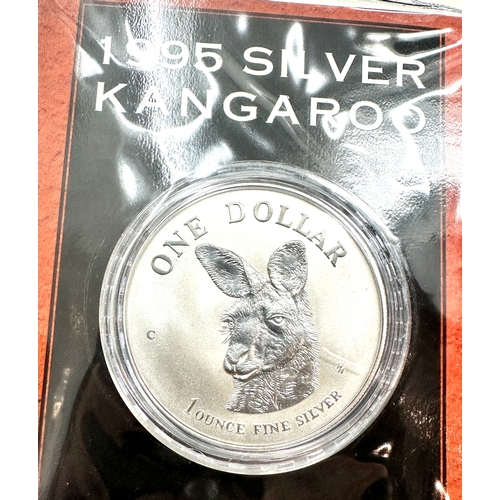 1995 SILVER
KANGAROO
ONE DOLLAR
C
1 OUNCE FINE SILVER